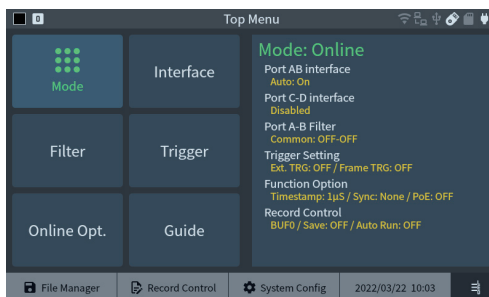 0
Top Menu
Mode
Interface
Filter
Trigger
Online Opt.
Guide
Mode: Online
Port AB interface
Auto: On
Port C-D interface
Disabled
Port A-B Filter
Common: OFF-OFF
Trigger Setting
Ext. TRG: OFF / Frame TRG: OFF
Function Option
Timestamp: 1µS / Sync: None / PoE: OFF
Record Control
BUF0 / Save: OFF / Auto Run: OFF
File Manager
Record Control
System Config
2022/03/22 10:03